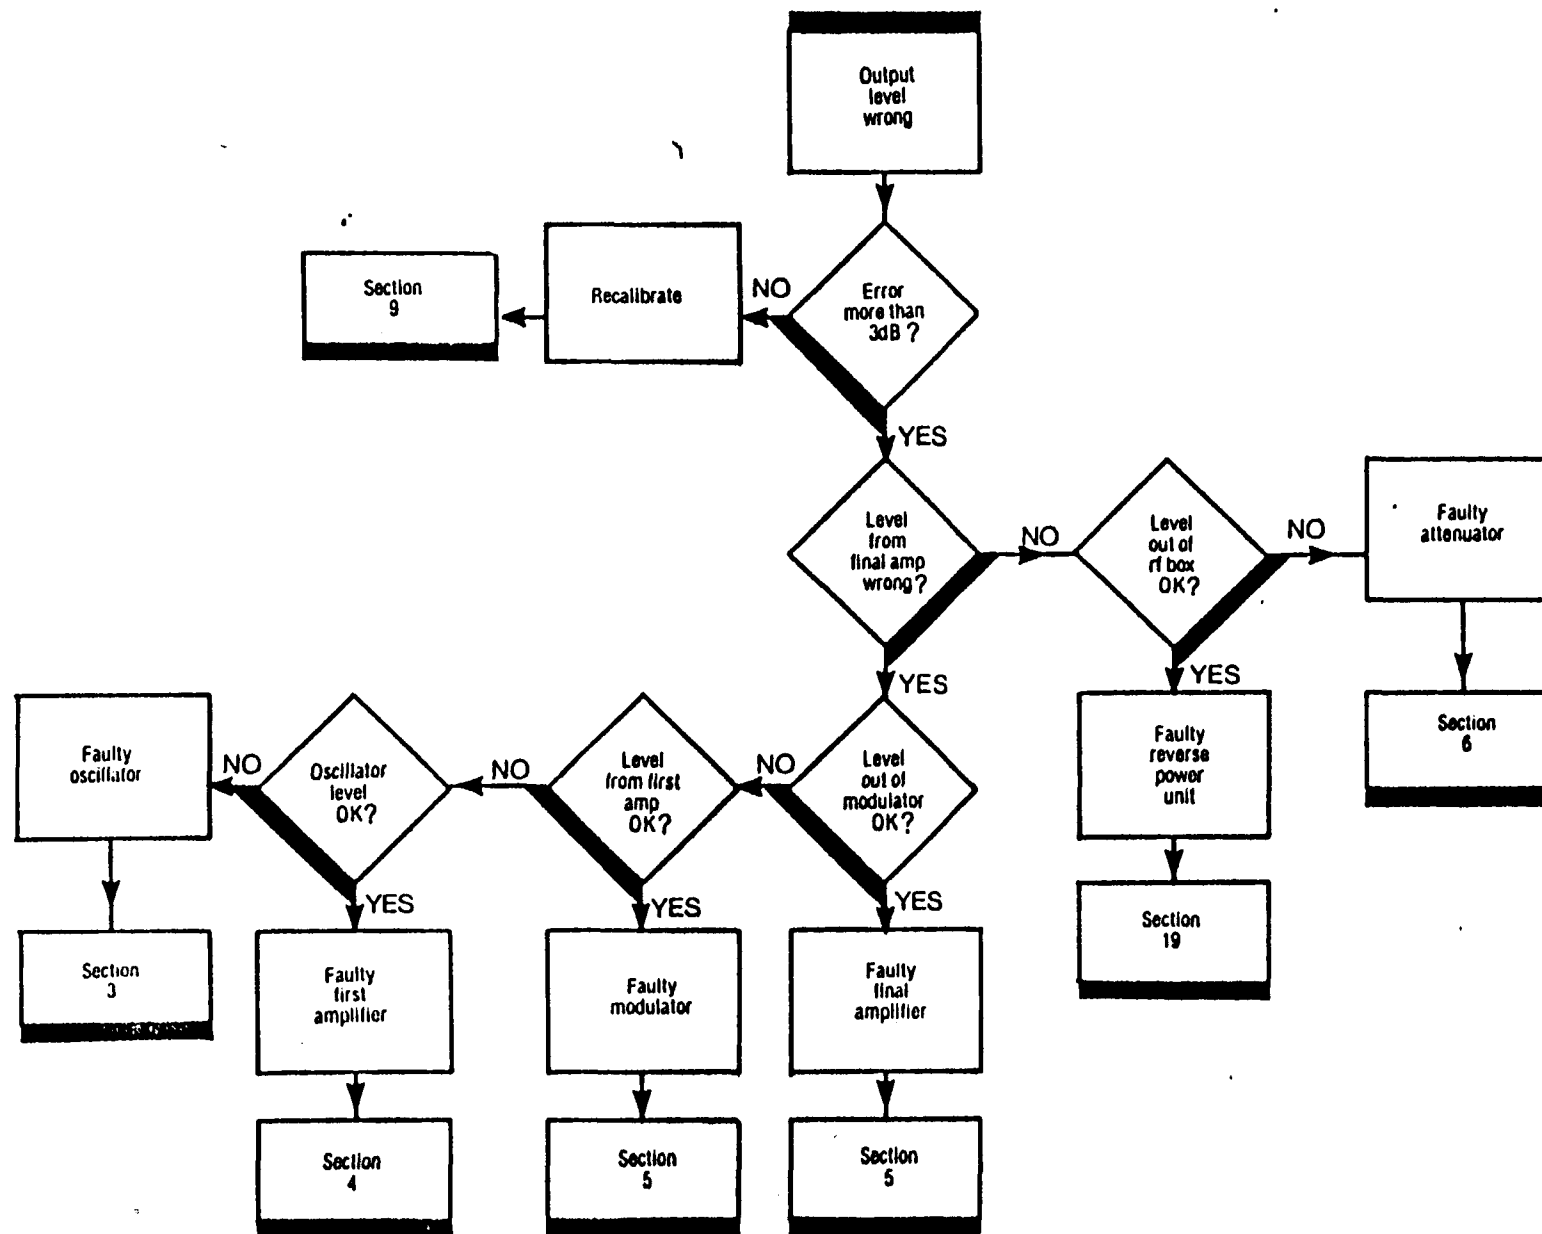 Output
level
wrong
Error
more than
3dB ?
NO
Recalibrate
Section
9
YES
Level
from
final amp
wrong?
NO
Level
out of
rf box
OK?
NO
Faulty
attenuator
Section
6
YES
Faulty
reverse
power
unit
Section
19
YES
Level
out of
modulator
OK?
NO
Level
from first
amp
OK?
NO
Oscillator
level
OK?
NO
Faulty
oscillator
Section
3
YES
Faulty
first
amplifier
Section
4
YES
Faulty
modulator
Section
5
YES
Faulty
final
amplifier
Section
5